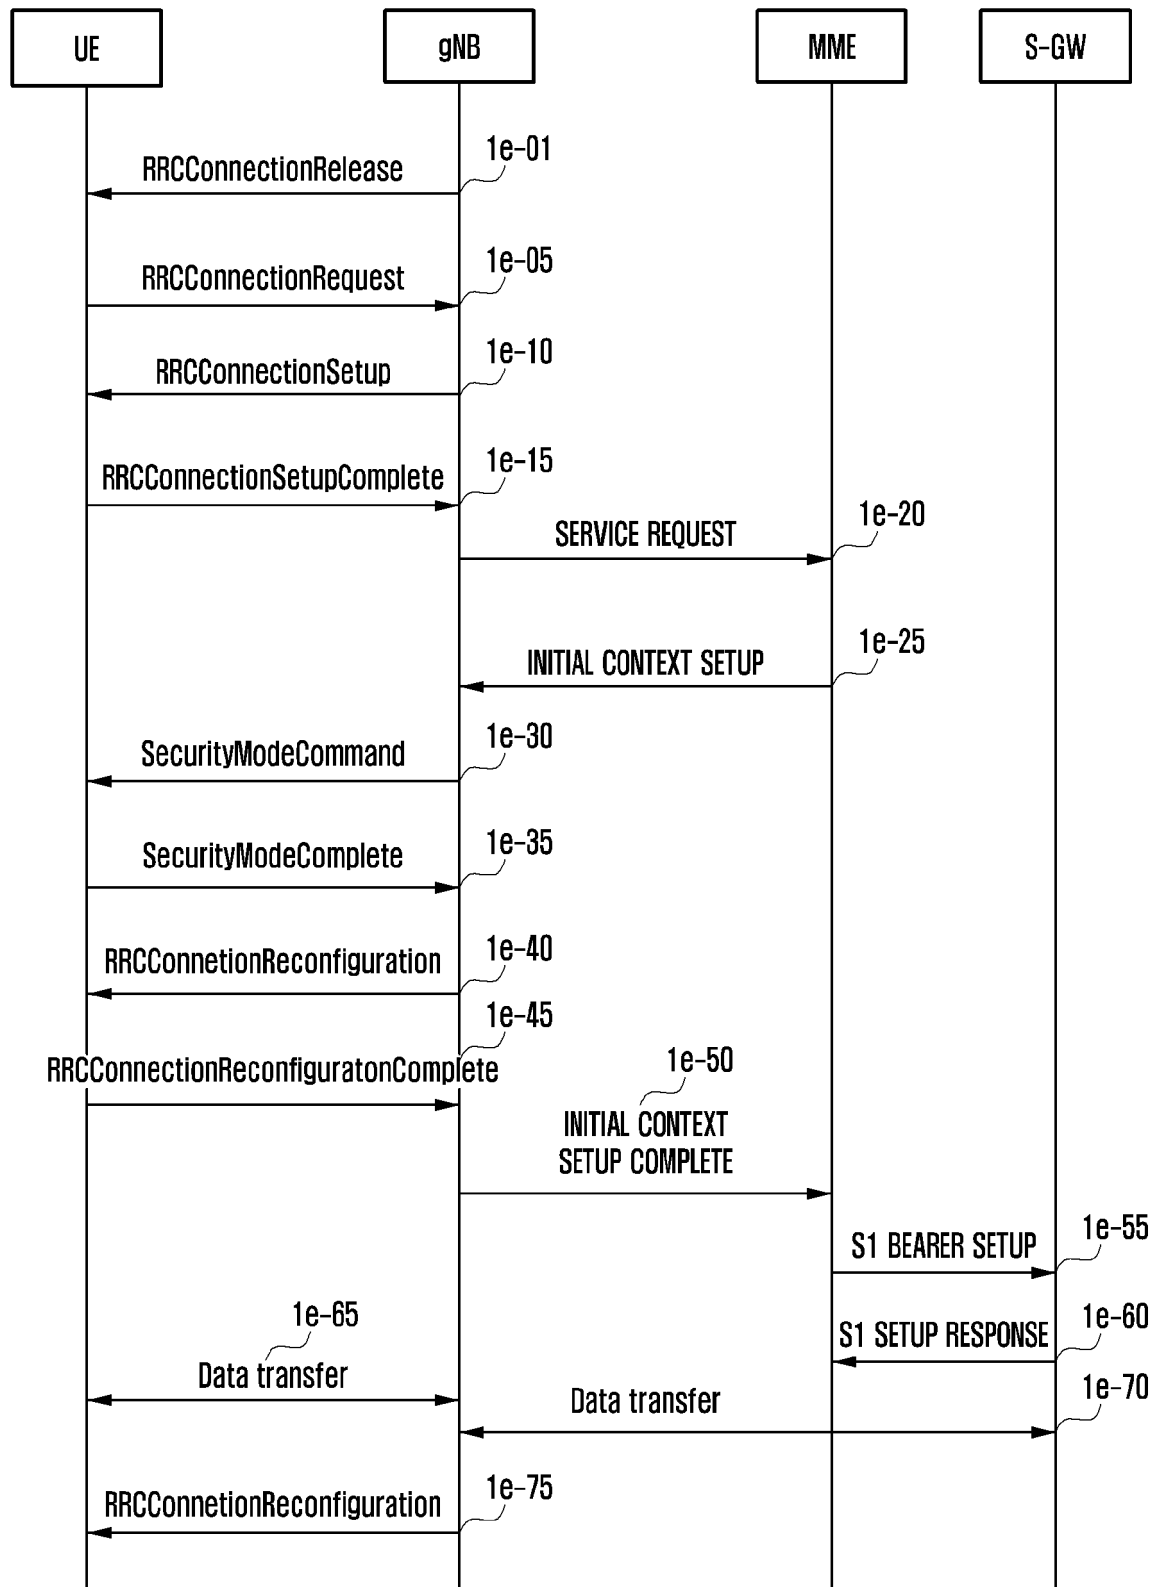 UE
gNB
MME
S-GW
1e-01
RRCConnectionRelease
1e-05
RRCConnectionRequest
1e-10
RRCConnectionSetup
1e-15
RRCConnectionSetupComplete
1e-20
SERVICE REQUEST
1e-25
INITIAL CONTEXT SETUP
1e-30
SecurityModeCommand
1e-35
SecurityModeComplete
1e-40
RRCConnetionReconfiguration
1e-45
RRCConnectionReconfiguratonComplete
1e-50
INITIAL CONTEXT
SETUP COMPLETE
1e-55
S1 BEARER SETUP
1e-60
S1 SETUP RESPONSE
1e-65
Data transfer
1e-70
Data transfer
1e-75
RRCConnetionReconfiguration